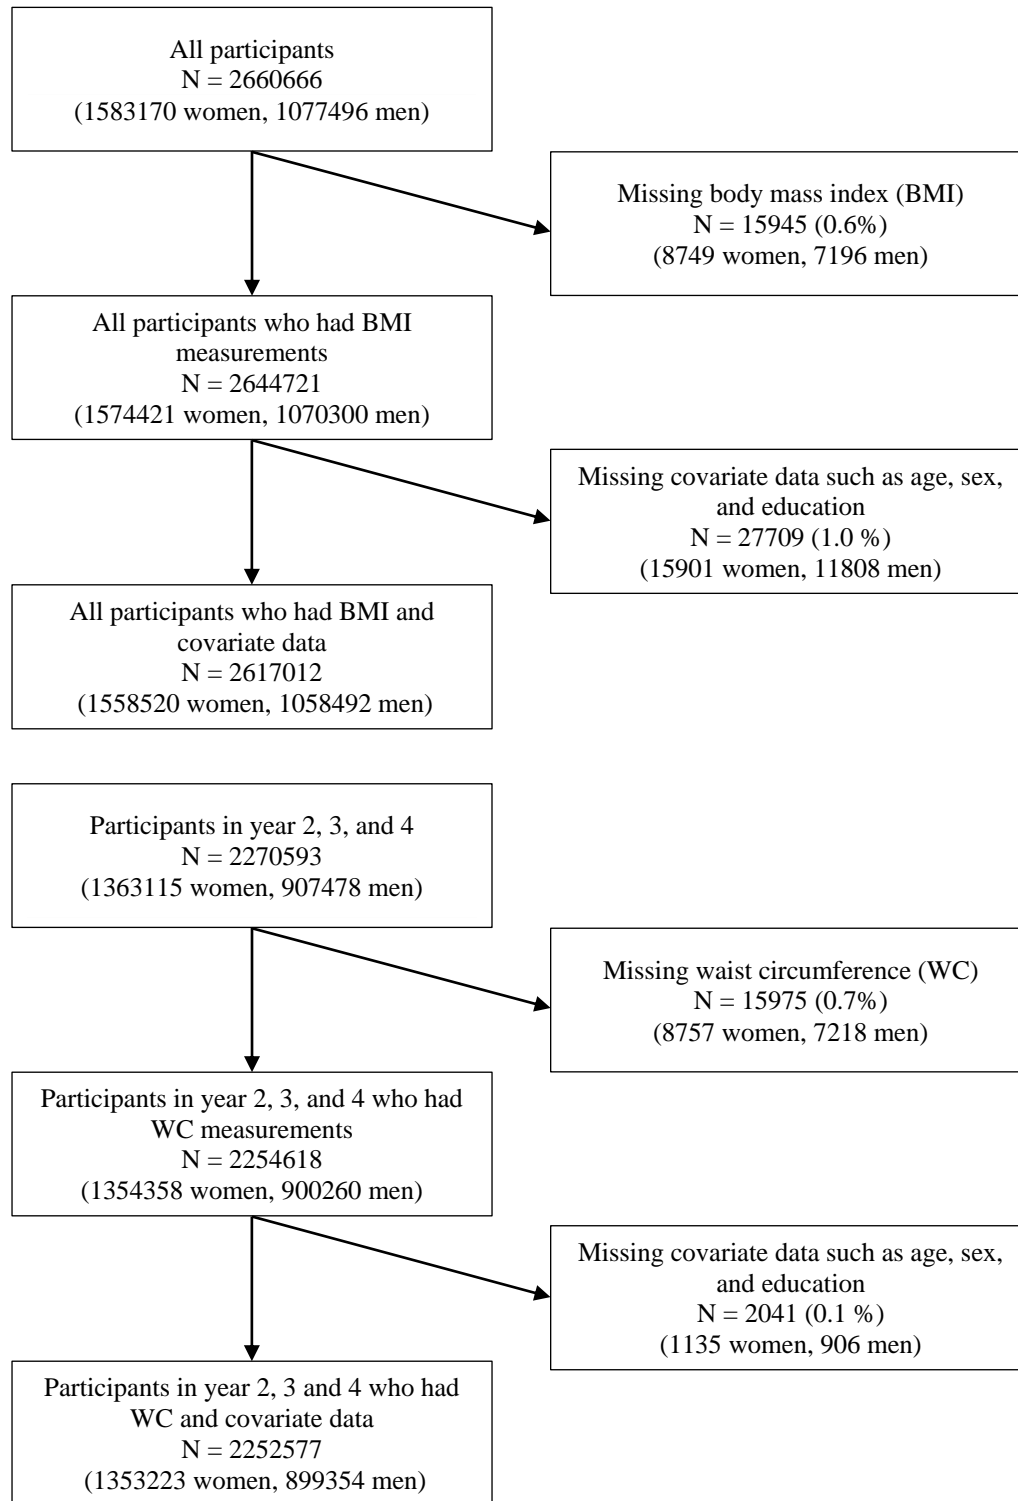 All participants
N = 2660666
(1583170 women, 1077496 men)
Missing body mass index (BMI)
N = 15945 (0.6%)
(8749 women, 7196 men)
All participants who had BMI
measurements
N = 2644721
(1574421 women, 1070300 men)
Missing covariate data such as age, sex,
and education
N = 27709 (1.0 %)
(15901 women, 11808 men)
All participants who had BMI and
covariate data
N = 2617012
(1558520 women, 1058492 men)
Participants in year 2, 3, and 4
N = 2270593
(1363115 women, 907478 men)
Missing waist circumference (WC)
N = 15975 (0.7%)
(8757 women, 7218 men)
Participants in year 2, 3, and 4 who had
WC measurements
N = 2254618
(1354358 women, 900260 men)
Missing covariate data such as age, sex,
and education
N = 2041 (0.1 %)
(1135 women, 906 men)
Participants in year 2, 3 and 4 who had
WC and covariate data
N = 2252577
(1353223 women, 899354 men)